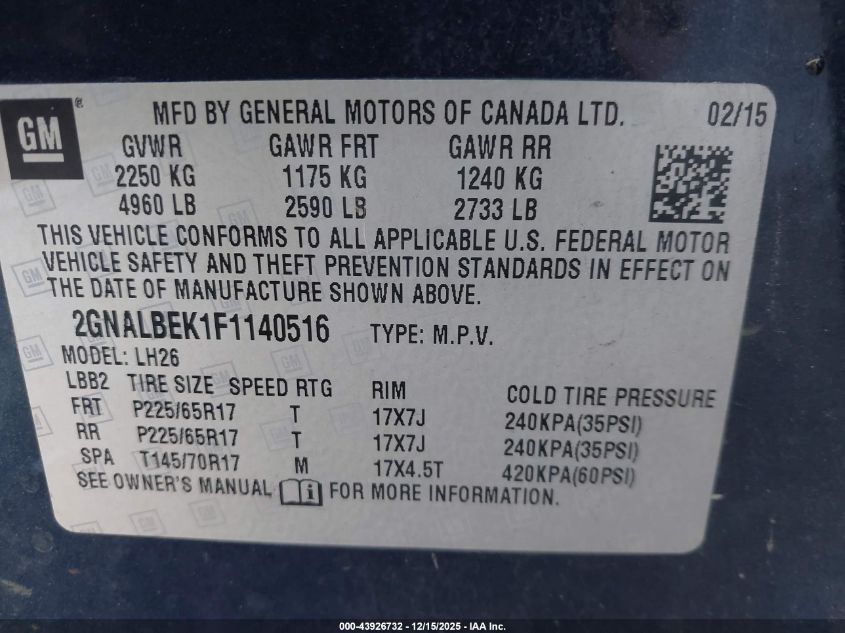 GM ®
MFD BY GENERAL MOTORS OF CANADA LTD. 02/15
GVWR GAWR FRT GAWR RR
2250 KG 1175 KG 1240 KG
4960 LB 2590 LB 2733 LB
THIS VEHICLE CONFORMS TO ALL APPLICABLE U.S. FEDERAL MOTOR
VEHICLE SAFETY AND THEFT PREVENTION STANDARDS IN EFFECT ON
THE DATE OF MANUFACTURE SHOWN ABOVE.
2GNALBEK1F1140516 TYPE: M.P.V.
MODEL: LH26
LBB2 TIRE SIZE SPEED RTG RIM COLD TIRE PRESSURE
FRT P225/65R17 T 17X7J 240KPA(35PSI)
RR P225/65R17 T 17X7J 240KPA(35PSI)
SPA T145/70R17 M 17X4.5T 420KPA(60PSI)
SEE OWNER'S MANUAL i FOR MORE INFORMATION.
000-43926732 - 12/15/2025 - IAA Inc.